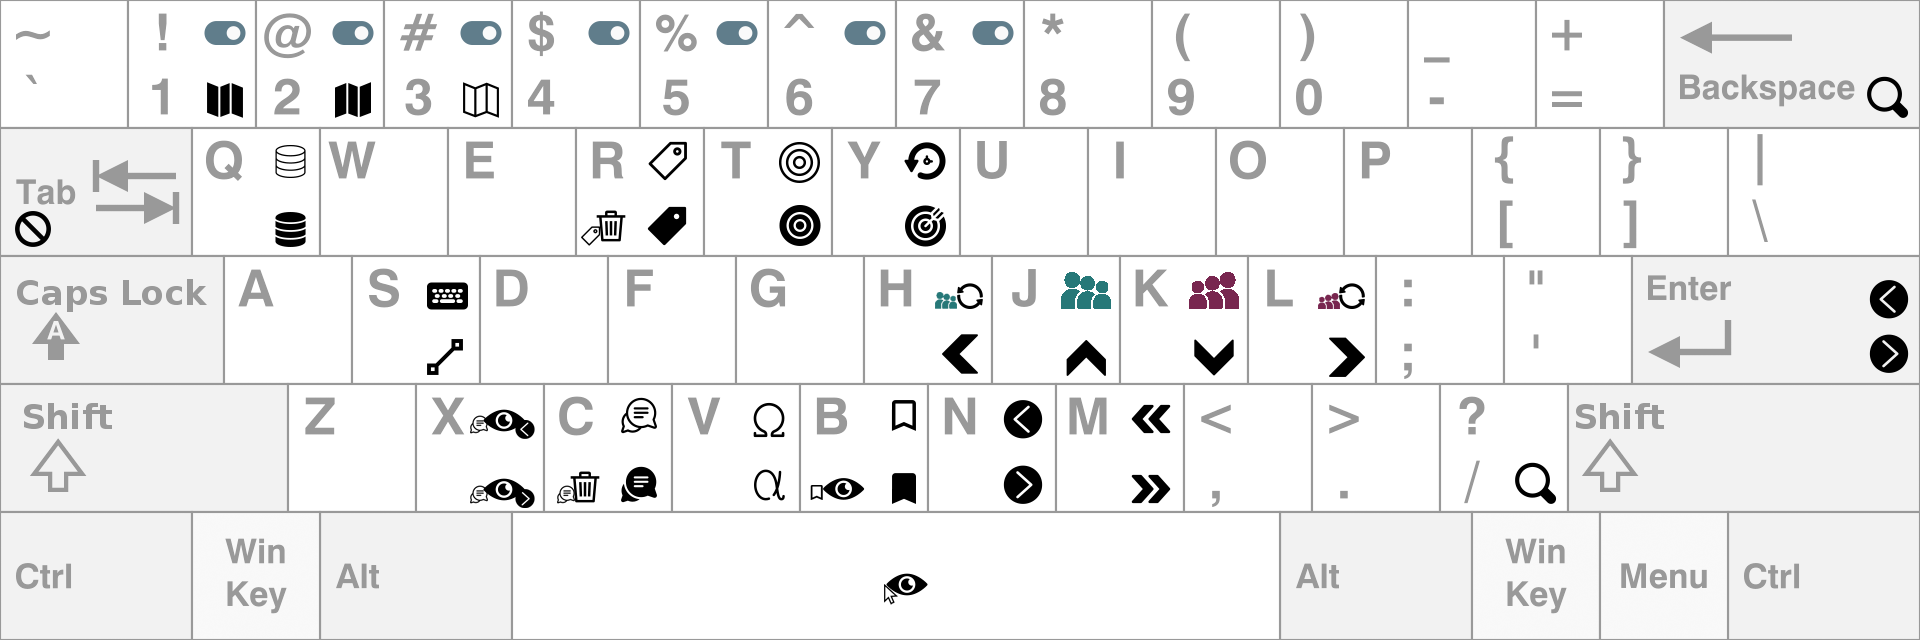 ~ ! @ # $ % ^ & * ( ) _ +
` 1 2 3 4 5 6 7 8 9 0 - = Backspace
Tab Q W E R T Y U I O P { } |
[ ] \
Caps Lock A S D F G H J K L : " Enter
A ; '
Shift Z X C V B N M < > ? Shift
Ω
α , . /
Ctrl Win Key Alt Alt Win Key Menu Ctrl